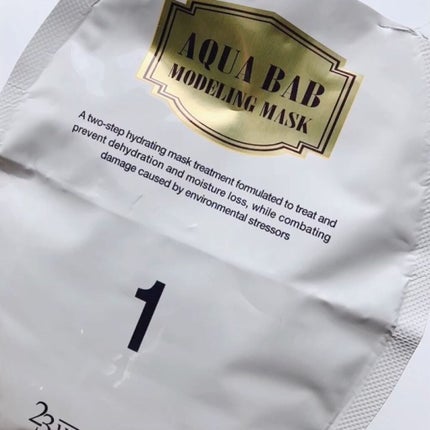 AQUA BAB
MODELING MASK
A two-step hydrating mask treatment formulated to treat and
prevent dehydration and moisture loss, while combating
damage caused by environmental stressors
1
23